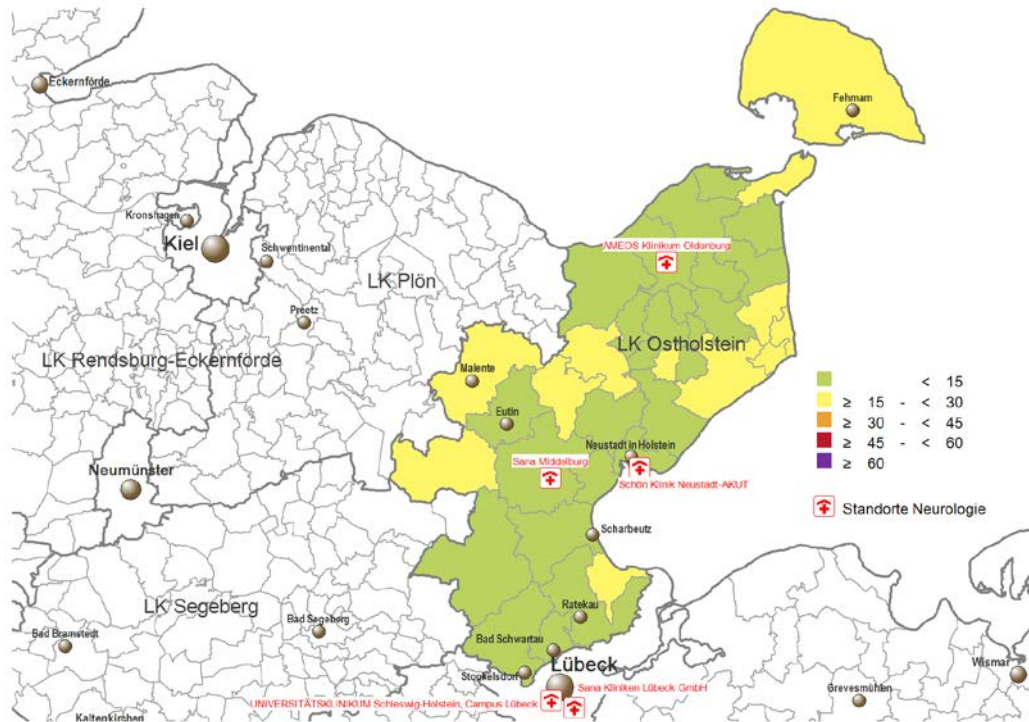 Eckernförde
Fehmarn
Kronshagen
Kiel
Schwentinental
AMEOS Klinikum Oldenburg
LK Plön
Preetz
LK Rendsburg-Eckernförde
LK Ostholstein
Malente
Eutin
< 15
≥ 15 - < 30
≥ 30 - < 45
≥ 45 - < 60
≥ 60
Neustadt in Holstein
Sana Middelburg
Schön Klinik Neustadt-AKUT
Neumünster
Standorte Neurologie
Scharbeutz
LK Segeberg
Ratekau
Bad Segeberg
Bad Bramstedt
Bad Schwartau
Lübeck
Stockelsdorf
Wismar
Sana Kliniken Lübeck GmbH
UNIVERSITÄTSKLINIKUM Schleswig-Holstein, Campus Lübeck
Grevesmühlen
Kaltenkirchen